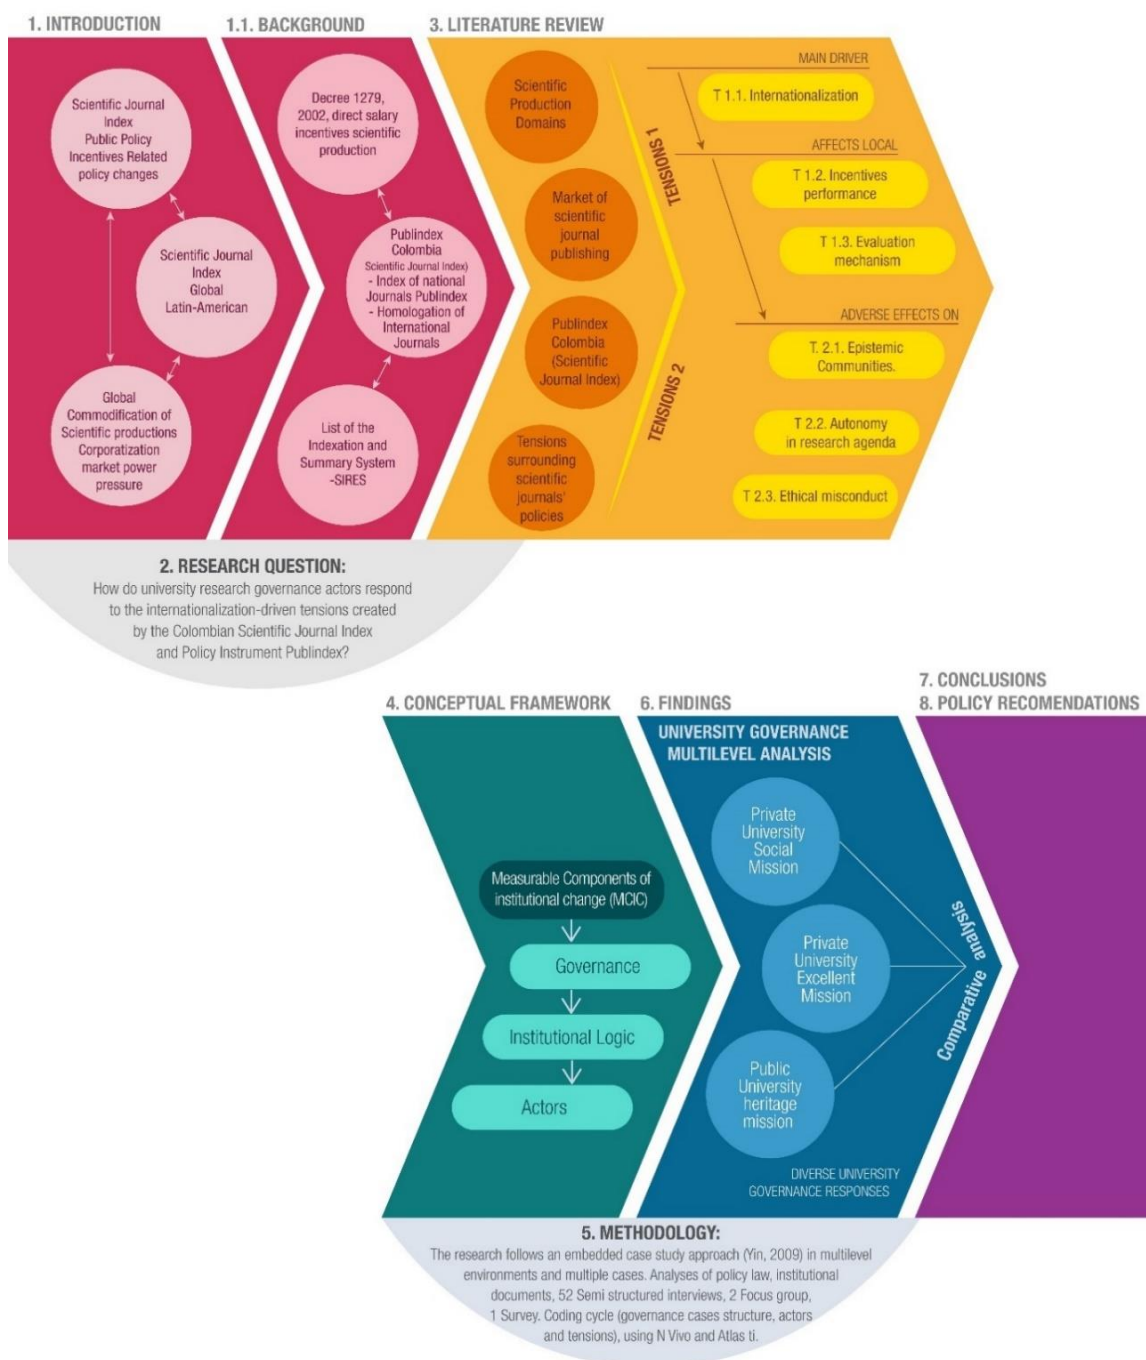 1. INTRODUCTION
Scientific Journal
Index
Public Policy
Incentives Related
policy changes
Scientific Journal
Index
Global
Latin-American
Global
Commodification of
Scientific productions
Corporatization
market power
pressure
1.1. BACKGROUND
Decree 1279,
2002, direct salary
incentives scientific
production
Publindex
Colombia
Scientific Journal Index)
- Index of national
Journals Publindex
- Homologation of
International
Journals
List of the
Indexation and
Summary System
-SIRES
3. LITERATURE REVIEW
Scientific
Production
Domains
Market of
scientific
journal
publishing
Publindex
Colombia
(Scientific
Journal Index)
Tensions
surrounding
scientific
journals'
policies
TENSIONS 1
TENSIONS 2
MAIN DRIVER
T 1.1. Internationalization
AFFECTS LOCAL
T 1.2. Incentives
performance
T 1.3. Evaluation
mechanism
ADVERSE EFFECTS ON
T. 2.1. Epistemic
Communities.
T 2.2. Autonomy
in research agenda
T 2.3. Ethical misconduct
2. RESEARCH QUESTION:
How do university research governance actors respond
to the internationalization-driven tensions created
by the Colombian Scientific Journal Index
and Policy Instrument Publindex?
4. CONCEPTUAL FRAMEWORK
Measurable Components of
institutional change (MCIC)
Governance
Institutional Logic
Actors
6. FINDINGS
UNIVERSITY GOVERNANCE
MULTILEVEL ANALYSIS
Private
University
Social
Mission
Private
University
Excellent
Mission
Public
University
heritage
mission
Comparative analysis
DIVERSE UNIVERSITY
GOVERNANCE RESPONSES
7. CONCLUSIONS
8. POLICY RECOMENDATIONS
5. METHODOLOGY:
The research follows an embedded case study approach (Yin, 2009) in multilevel
environments and multiple cases. Analyses of policy law, institutional
documents, 52 Semi structured interviews, 2 Focus group,
1 Survey. Coding cycle (governance cases structure, actors
and tensions), using N Vivo and Atlas ti.